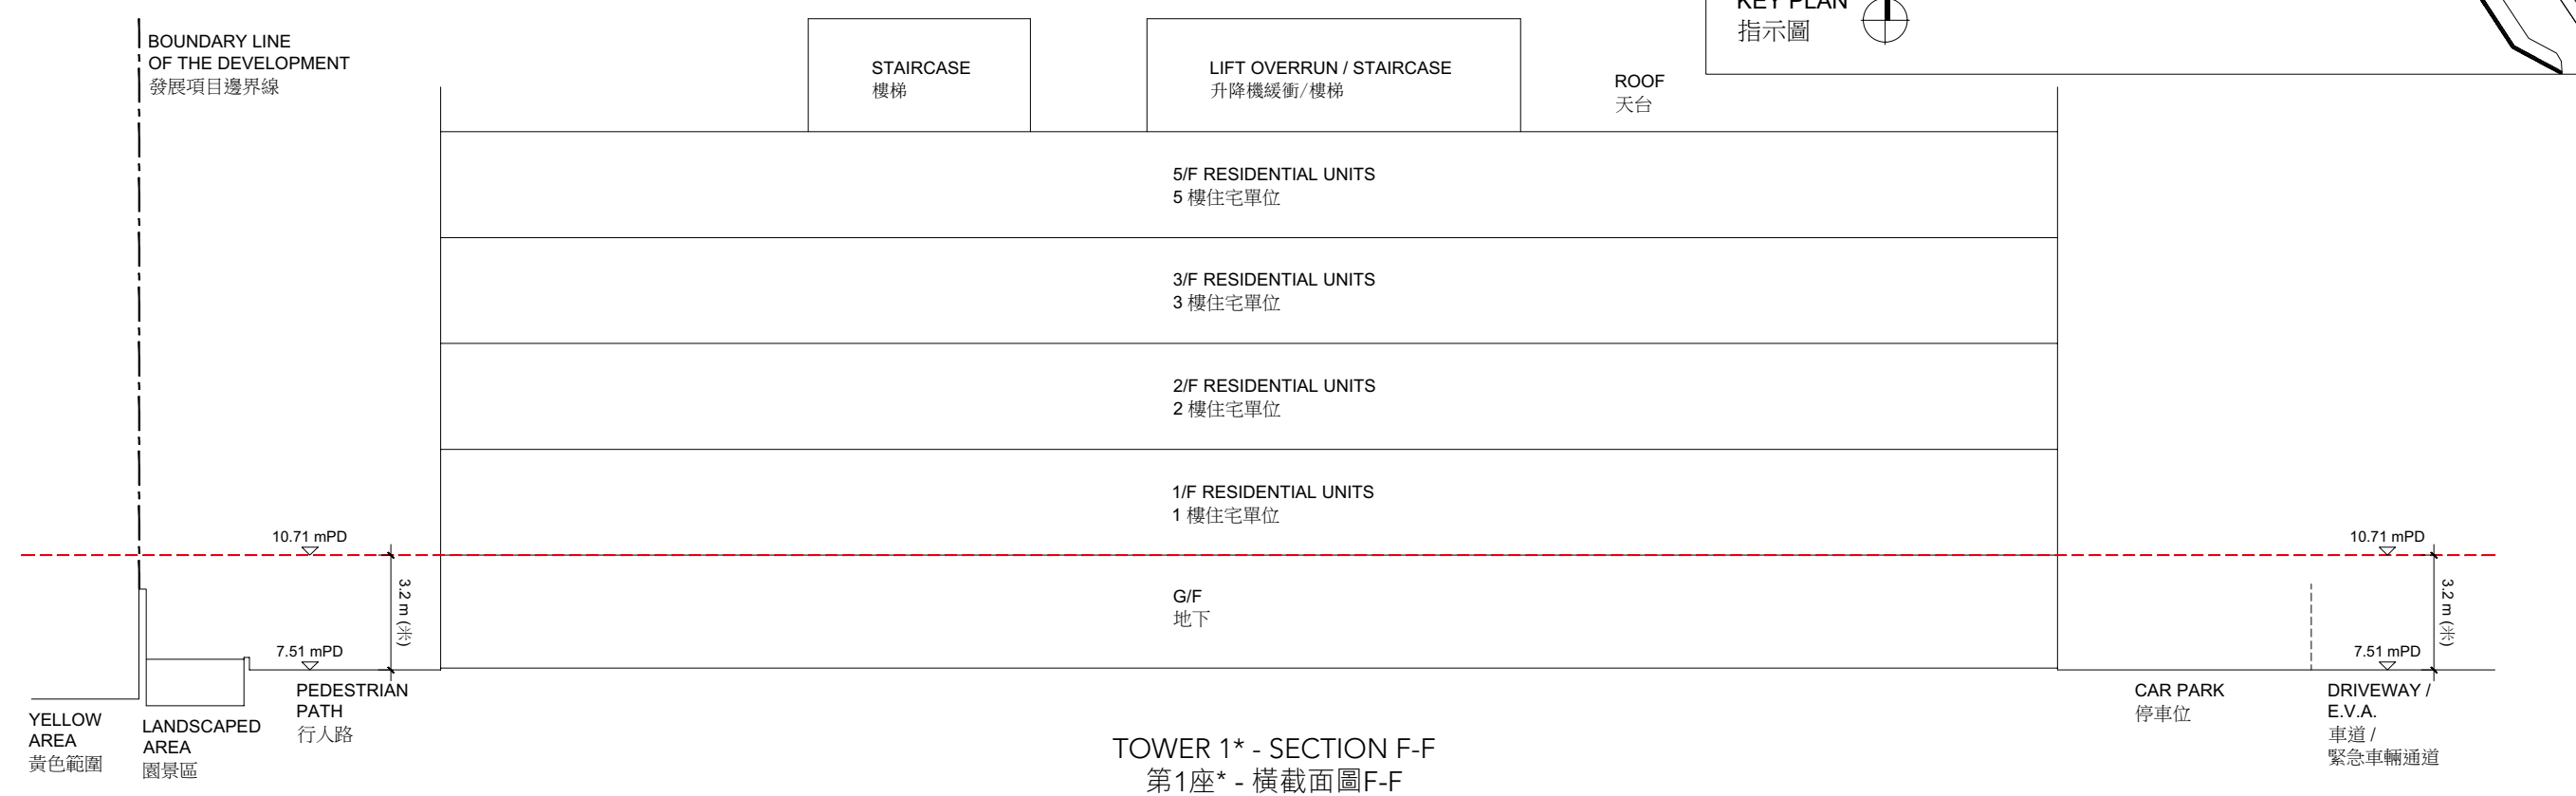 KEY PLAN
指示圖
BOUNDARY LINE
OF THE DEVELOPMENT
發展項目邊界線
STAIRCASE
樓梯
LIFT OVERRUN / STAIRCASE
升降機緩衝/樓梯
ROOF
天台
5/F RESIDENTIAL UNITS
5 樓住宅單位
3/F RESIDENTIAL UNITS
3 樓住宅單位
2/F RESIDENTIAL UNITS
2 樓住宅單位
1/F RESIDENTIAL UNITS
1 樓住宅單位
10.71 mPD
10.71 mPD
3.2 m (米)
3.2 m (米)
G/F
地下
7.51 mPD
7.51 mPD
YELLOW
AREA
黃色範圍
LANDSCAPED
AREA
園景區
PEDESTRIAN
PATH
行人路
CAR PARK
停車位
DRIVEWAY /
E.V.A.
車道 /
緊急車輛通道
TOWER 1* - SECTION F-F
第1座* - 橫截面圖F-F